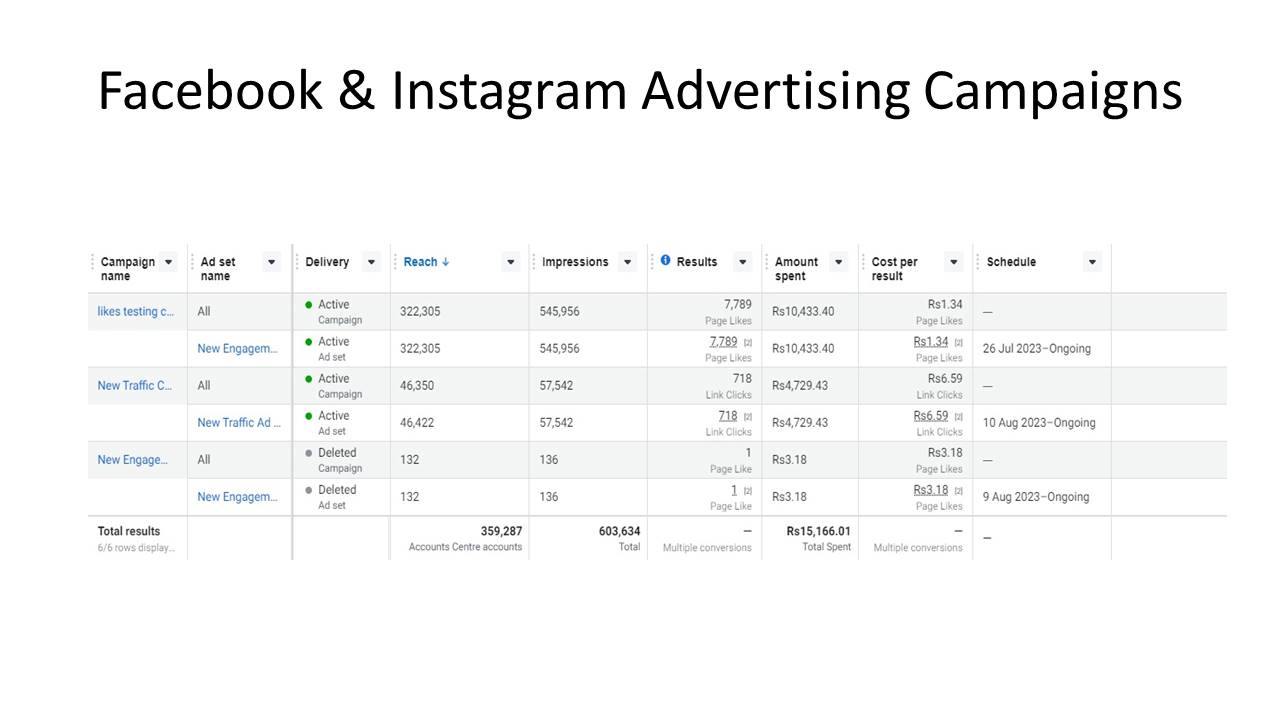 Facebook & Instagram Advertising Campaigns
Campaign name Ad set name Delivery Reach ↓ Impressions Results Amount spent Cost per result Schedule
likes testing c... All Active Campaign 322,305 545,956 7,789 Page Likes Rs10,433.40 Rs1.34 Page Likes —
New Engagem... Active Ad set 322,305 545,956 7,789 [2] Page Likes Rs10,433.40 Rs1.34 [2] Page Likes 26 Jul 2023–Ongoing
New Traffic C... All Active Campaign 46,350 57,542 718 Link Clicks Rs4,729.43 Rs6.59 Link Clicks —
New Traffic Ad ... Active Ad set 46,422 57,542 718 [2] Link Clicks Rs4,729.43 Rs6.59 [2] Link Clicks 10 Aug 2023–Ongoing
New Engage... All Deleted Campaign 132 136 1 Page Like Rs3.18 Rs3.18 Page Likes —
New Engagem... Deleted Ad set 132 136 1 [2] Page Like Rs3.18 Rs3.18 [2] Page Likes 9 Aug 2023–Ongoing
Total results 6/6 rows display... 359,287 Accounts Centre accounts 603,634 Total — Multiple conversions Rs15,166.01 Total Spent — Multiple conversions —